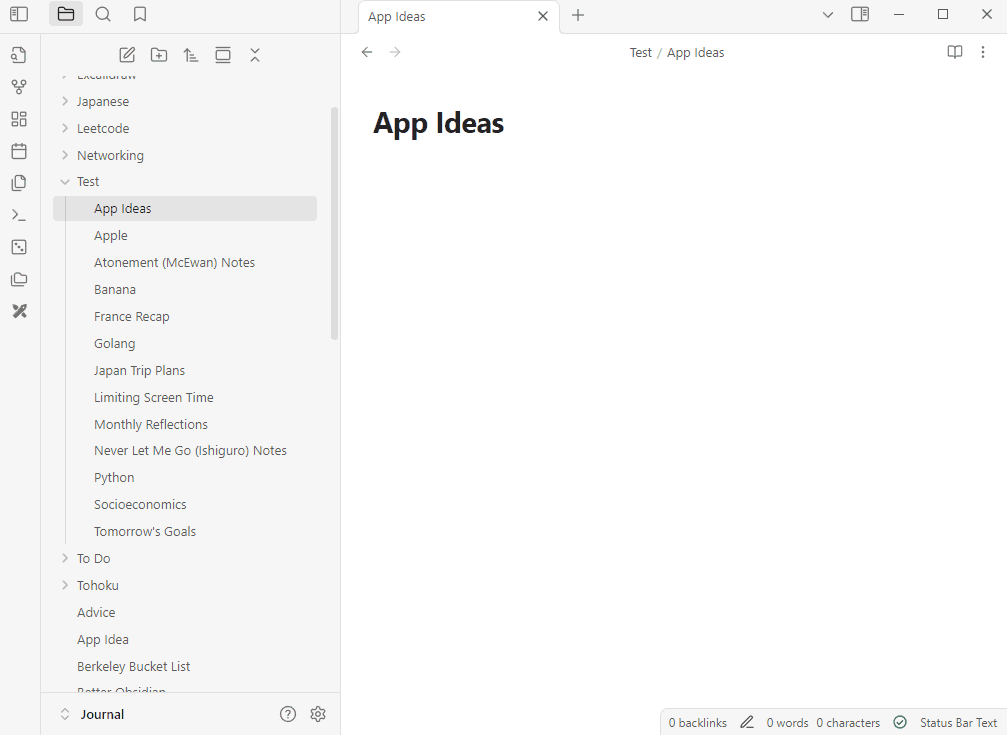 App Ideas
Test / App Ideas
Excalidraw
Japanese
Leetcode
Networking
Test
App Ideas
Apple
Atonement (McEwan) Notes
Banana
France Recap
Golang
Japan Trip Plans
Limiting Screen Time
Monthly Reflections
Never Let Me Go (Ishiguro) Notes
Python
Socioeconomics
Tomorrow's Goals
To Do
Tohoku
Advice
App Idea
Berkeley Bucket List
Better Obsidian
Journal
App Ideas
0 backlinks 0 words 0 characters Status Bar Text